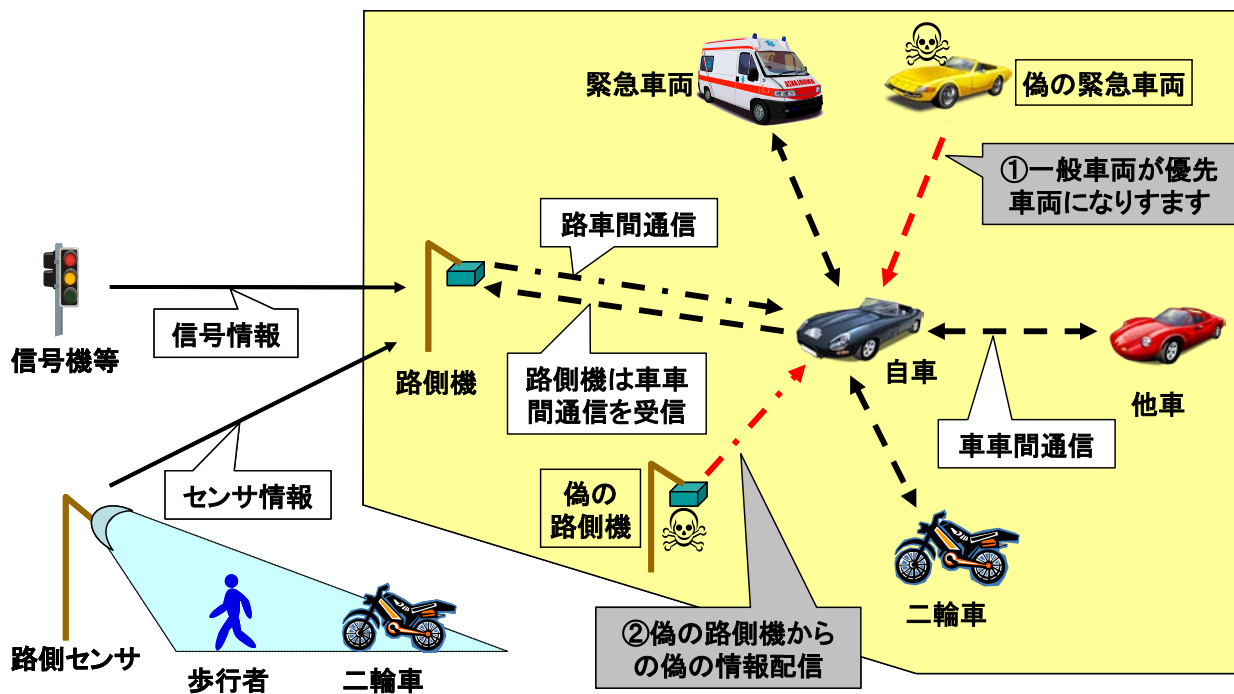 緊急車両
偽の緊急車両
①一般車両が優先
車両になりすます
路車間通信
信号情報
信号機等
路側機
路側機は車車
間通信を受信
自車
他車
車車間通信
センサ情報
偽の
路側機
二輪車
②偽の路側機から
の偽の情報配信
路側センサ
歩行者
二輪車